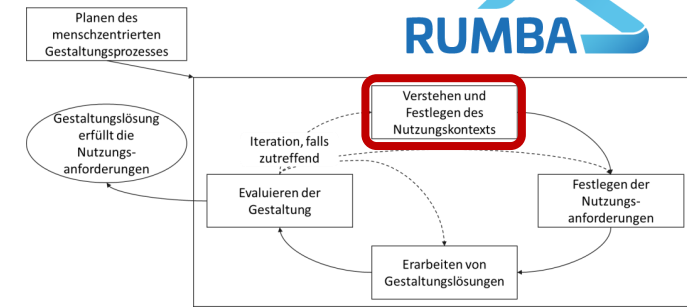 Planen des
menschzentrierten
Gestaltungsprozesses
RUMBA
Verstehen und
Festlegen des
Nutzungskontexts
Gestaltungslösung
erfüllt die
Nutzungs-
anforderungen
Iteration, falls
zutreffend
Evaluieren der
Gestaltung
Festlegen der
Nutzungs-
anforderungen
Erarbeiten von
Gestaltungslösungen